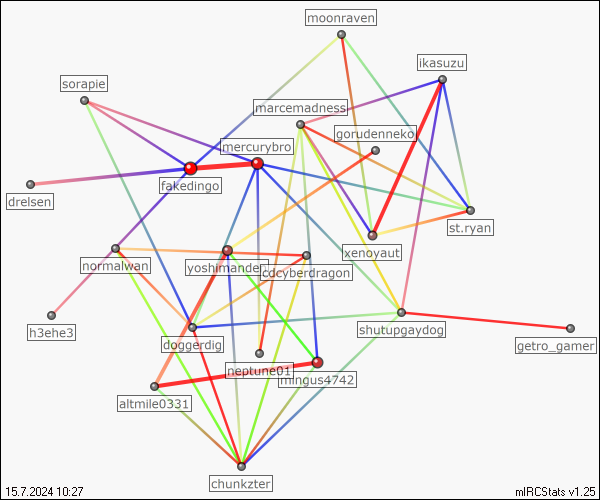 moonraven
ikasuzu
sorapie
marcemadness
gorudenneko
mercurybro
fakedingo
drelsen
st.ryan
xenoyaut
normalwan
yoshimander
cdcyberdragon
h3ehe3
doggerdig
shutupgaydog
getro_gamer
neptune01
mingus4742
altmile0331
chunkzter
15.7.2024 10:27
mIRCStats v1.25